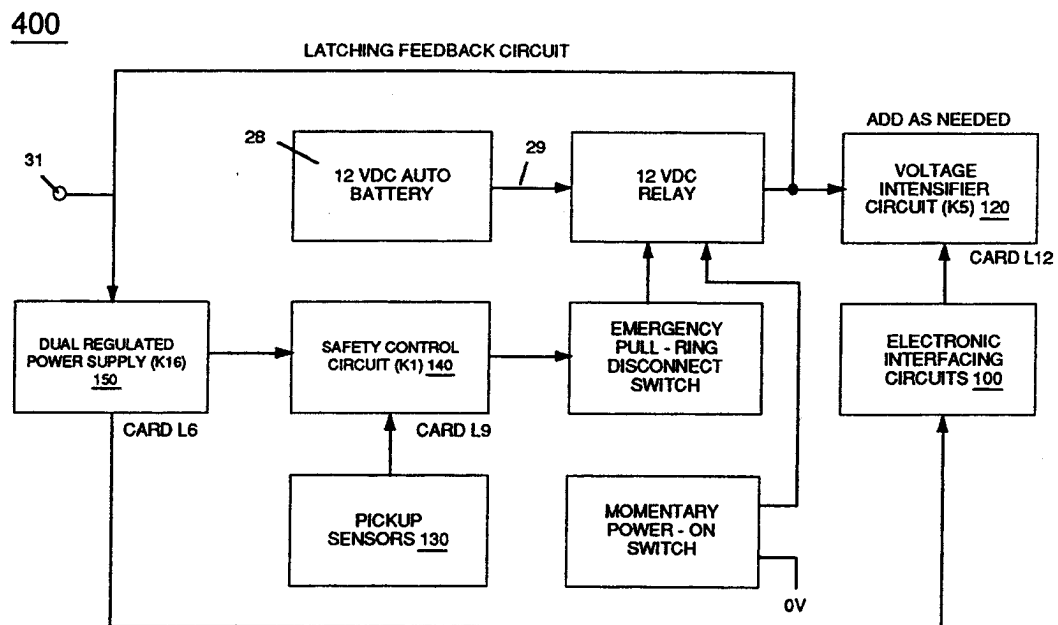 400
LATCHING FEEDBACK CIRCUIT
ADD AS NEEDED
31
28
12 VDC AUTO
BATTERY
29
12 VDC
RELAY
VOLTAGE
INTENSIFIER
CIRCUIT (K5) 120
CARD L12
DUAL REGULATED
POWER SUPPLY (K16)
150
CARD L6
SAFETY CONTROL
CIRCUIT (K1) 140
CARD L9
EMERGENCY
PULL - RING
DISCONNECT
SWITCH
ELECTRONIC
INTERFACING
CIRCUITS 100
PICKUP
SENSORS 130
MOMENTARY
POWER - ON
SWITCH
0V